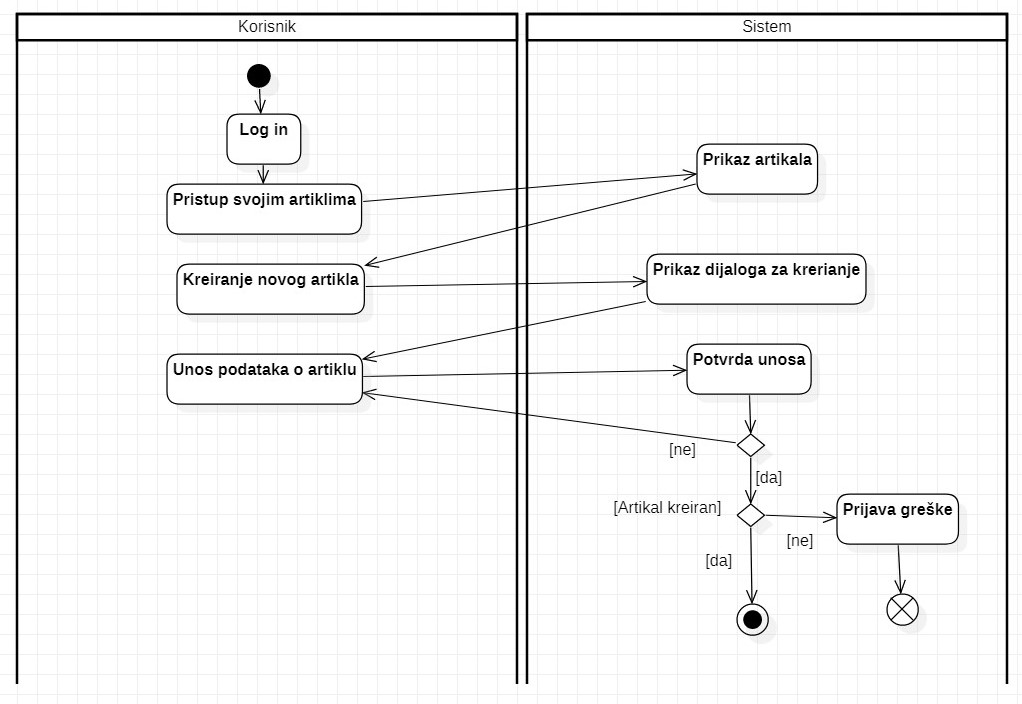 Korisnik
Sistem
Log in
Prikaz artikala
Pristup svojim artiklima
Kreiranje novog artikla
Prikaz dijaloga za krerianje
Unos podataka o artiklu
Potvrda unosa
[ne]
[da]
[Artikal kreiran]
Prijava greške
[ne]
[da]